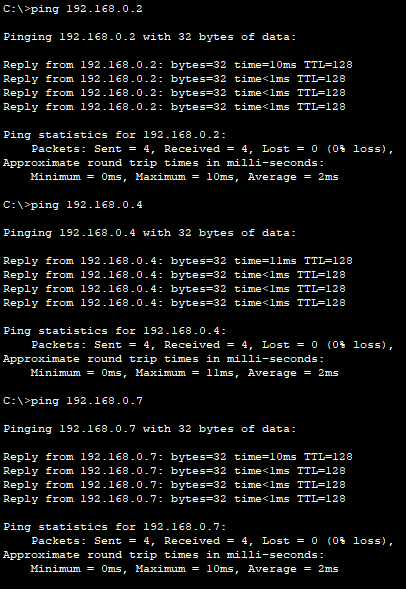 C:\>ping 192.168.0.2
Pinging 192.168.0.2 with 32 bytes of data:
Reply from 192.168.0.2: bytes=32 time=10ms TTL=128
Reply from 192.168.0.2: bytes=32 time<1ms TTL=128
Reply from 192.168.0.2: bytes=32 time<1ms TTL=128
Reply from 192.168.0.2: bytes=32 time<1ms TTL=128
Ping statistics for 192.168.0.2:
    Packets: Sent = 4, Received = 4, Lost = 0 (0% loss),
Approximate round trip times in milli-seconds:
    Minimum = 0ms, Maximum = 10ms, Average = 2ms
C:\>ping 192.168.0.4
Pinging 192.168.0.4 with 32 bytes of data:
Reply from 192.168.0.4: bytes=32 time=11ms TTL=128
Reply from 192.168.0.4: bytes=32 time<1ms TTL=128
Reply from 192.168.0.4: bytes=32 time<1ms TTL=128
Reply from 192.168.0.4: bytes=32 time<1ms TTL=128
Ping statistics for 192.168.0.4:
    Packets: Sent = 4, Received = 4, Lost = 0 (0% loss),
Approximate round trip times in milli-seconds:
    Minimum = 0ms, Maximum = 11ms, Average = 2ms
C:\>ping 192.168.0.7
Pinging 192.168.0.7 with 32 bytes of data:
Reply from 192.168.0.7: bytes=32 time=10ms TTL=128
Reply from 192.168.0.7: bytes=32 time<1ms TTL=128
Reply from 192.168.0.7: bytes=32 time<1ms TTL=128
Reply from 192.168.0.7: bytes=32 time<1ms TTL=128
Ping statistics for 192.168.0.7:
    Packets: Sent = 4, Received = 4, Lost = 0 (0% loss),
Approximate round trip times in milli-seconds:
    Minimum = 0ms, Maximum = 10ms, Average = 2ms